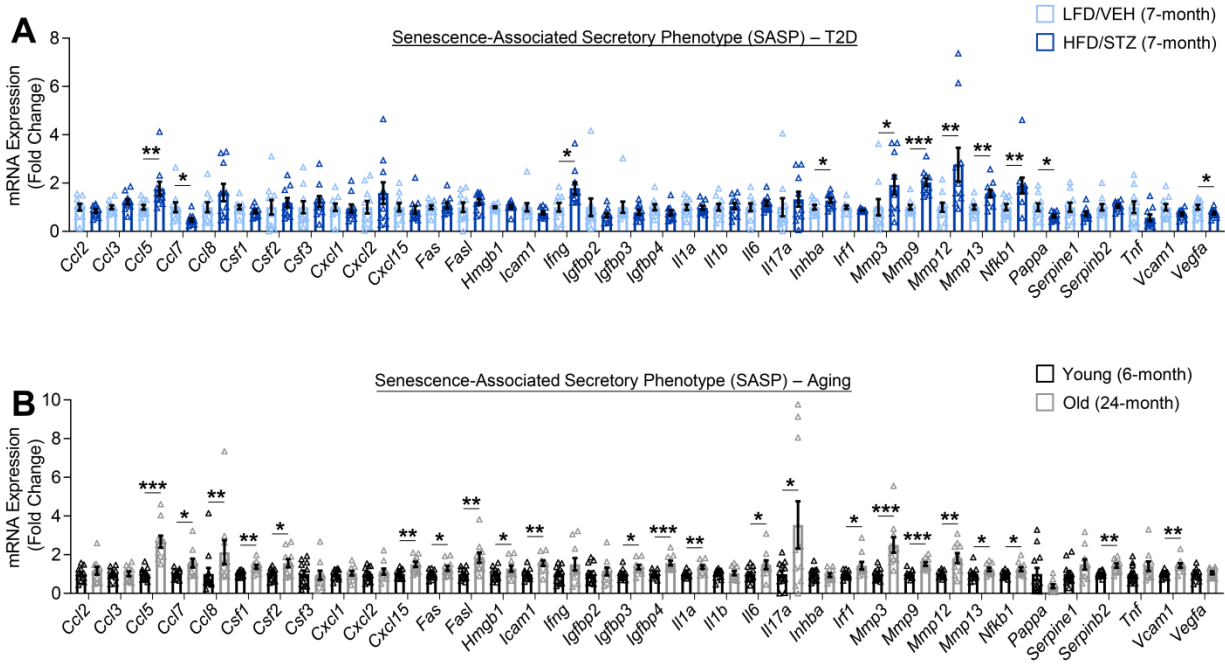 A
Senescence-Associated Secretory Phenotype (SASP) – T2D
LFD/VEH (7-month)
HFD/STZ (7-month)
mRNA Expression
(Fold Change)
8
6
4
2
0
** * * * * *** ** ** ** * *
Ccl2 Ccl3 Ccl5 Ccl7 Ccl8 Csf1 Csf2 Csf3 Cxcl1 Cxcl2 Cxcl15 Fas Fasl Hmgb1 Icam1 Ifng Igfbp2 Igfbp3 Igfbp4 Il1a Il1b Il6 Il17a Inhba Irf1 Mmp3 Mmp9 Mmp12 Mmp13 Nfkb1 Pappa Serpine1 Serpinb2 Tnf Vcam1 Vegfa
B
Senescence-Associated Secretory Phenotype (SASP) – Aging
Young (6-month)
Old (24-month)
mRNA Expression
(Fold Change)
10
8
6
4
2
0
*** * ** ** * ** * ** * ** * *** ** * * * *** *** ** * * ** **
Ccl2 Ccl3 Ccl5 Ccl7 Ccl8 Csf1 Csf2 Csf3 Cxcl1 Cxcl2 Cxcl15 Fas Fasl Hmgb1 Icam1 Ifng Igfbp2 Igfbp3 Igfbp4 Il1a Il1b Il6 Il17a Inhba Irf1 Mmp3 Mmp9 Mmp12 Mmp13 Nfkb1 Pappa Serpine1 Serpinb2 Tnf Vcam1 Vegfa